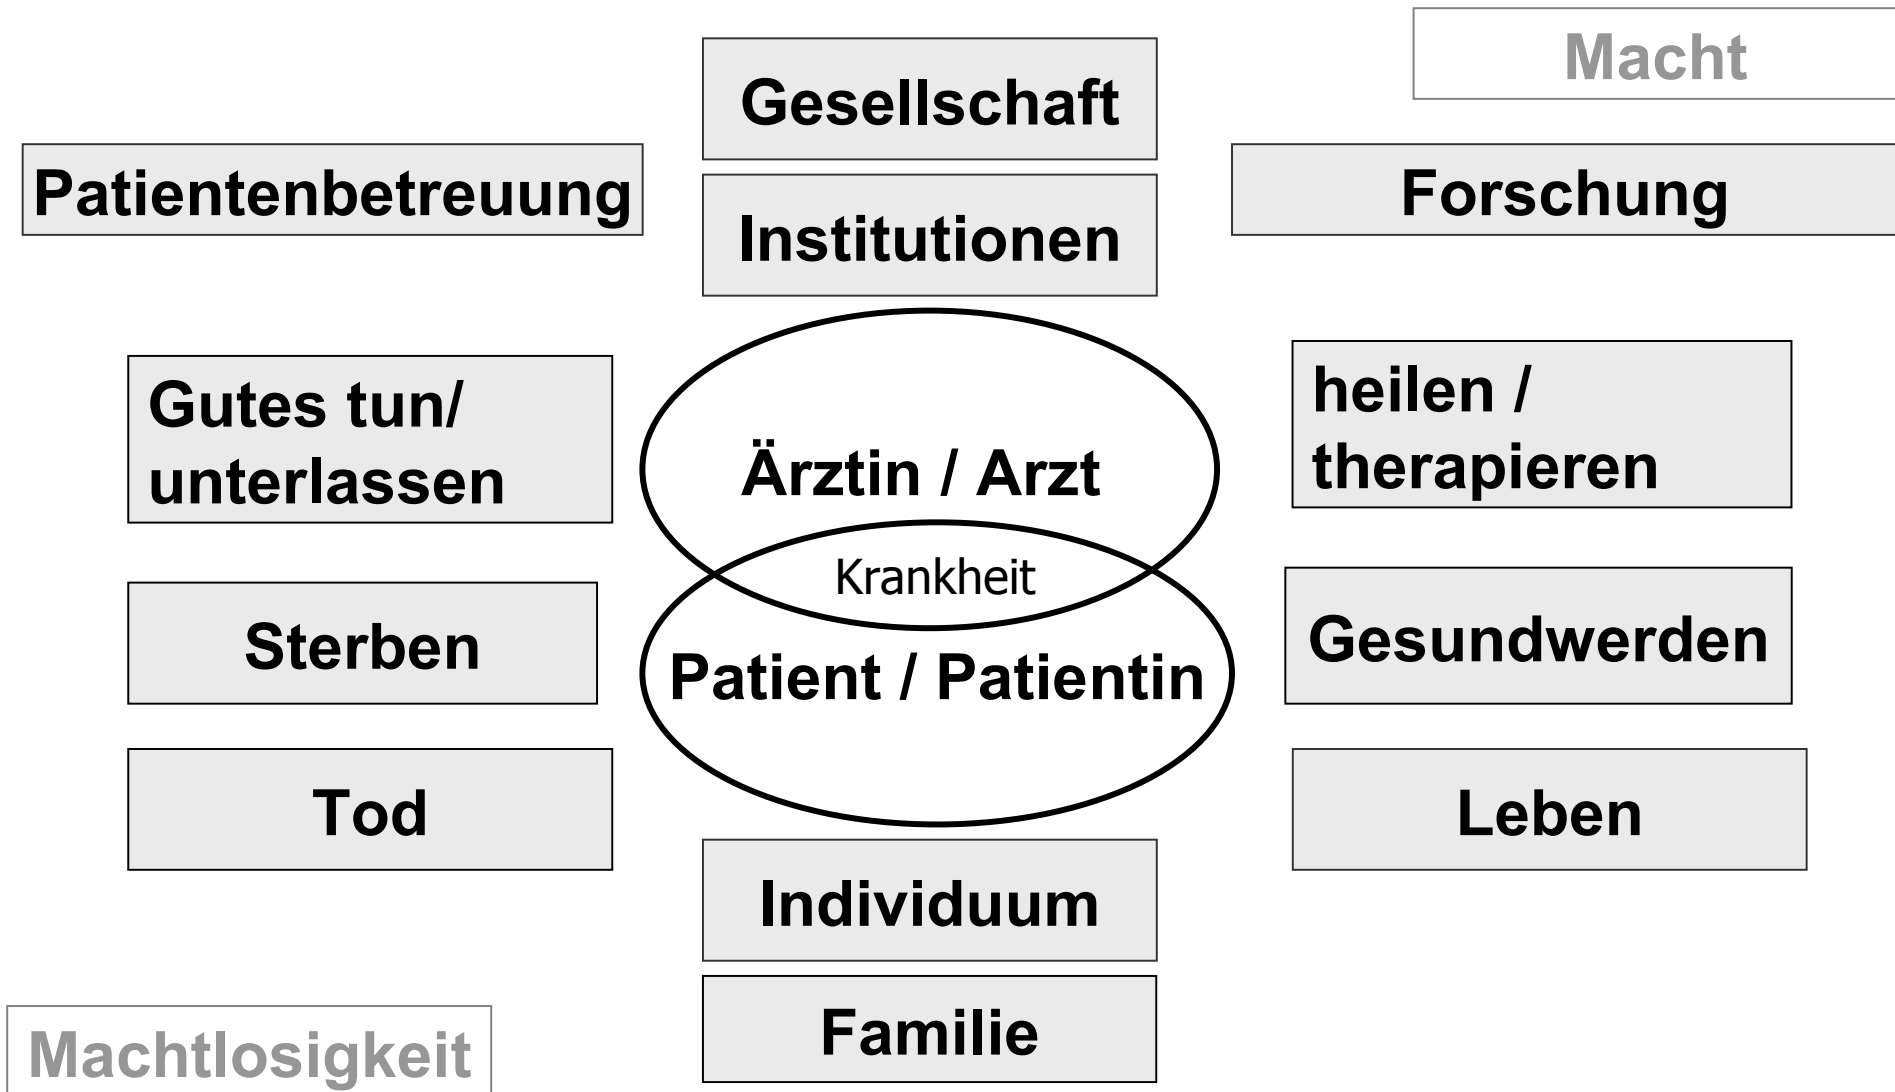 Macht
Gesellschaft
Patientenbetreuung
Forschung
Institutionen
Gutes tun/
unterlassen
Ärztin / Arzt
heilen /
therapieren
Krankheit
Sterben
Patient / Patientin
Gesundwerden
Tod
Leben
Individuum
Familie
Machtlosigkeit